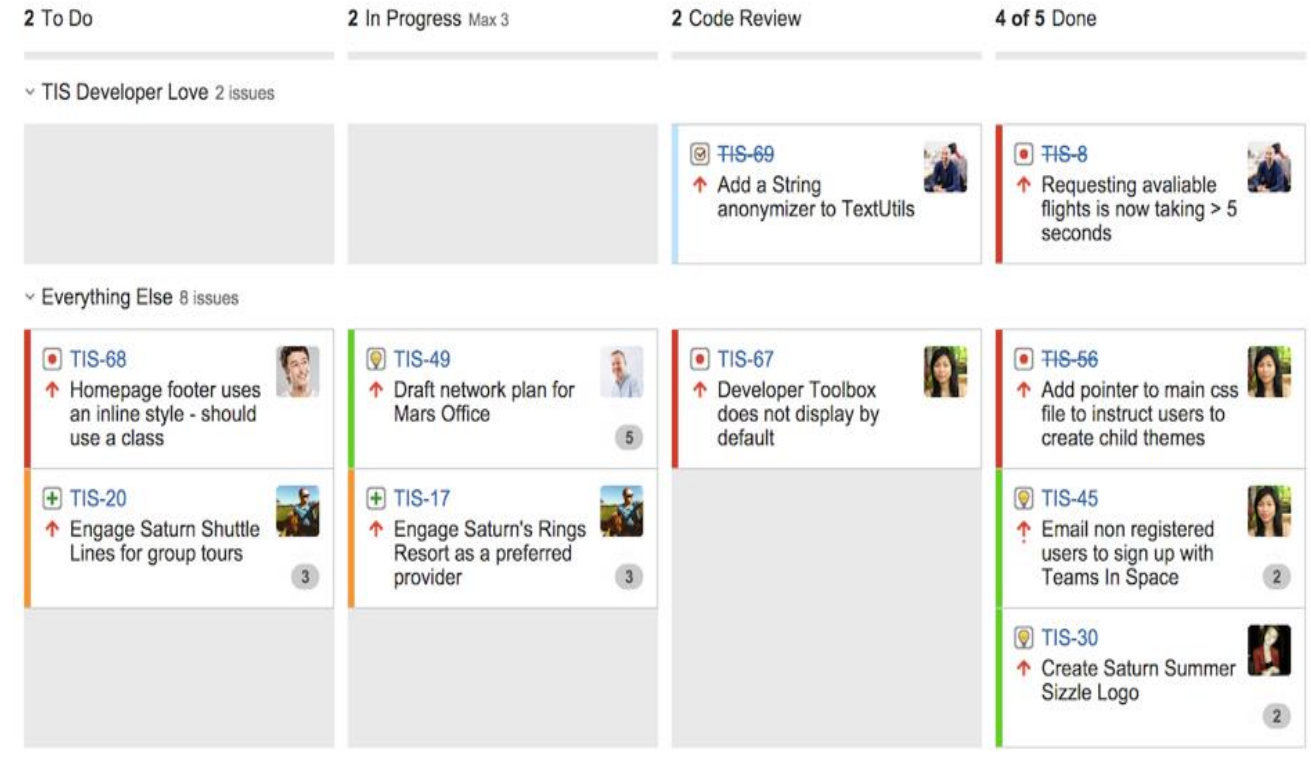 2 To Do
2 In Progress Max 3
2 Code Review
4 of 5 Done
TIS Developer Love 2 issues
TIS-69
Add a String
anonymizer to TextUtils
TIS-8
Requesting avaliable
flights is now taking > 5
seconds
Everything Else 8 issues
TIS-68
Homepage footer uses
an inline style - should
use a class
TIS-20
Engage Saturn Shuttle
Lines for group tours
3
TIS-49
Draft network plan for
Mars Office
5
TIS-17
Engage Saturn's Rings
Resort as a preferred
provider
3
TIS-67
Developer Toolbox
does not display by
default
TIS-56
Add pointer to main css
file to instruct users to
create child themes
TIS-45
Email non registered
users to sign up with
Teams In Space
2
TIS-30
Create Saturn Summer
Sizzle Logo
2